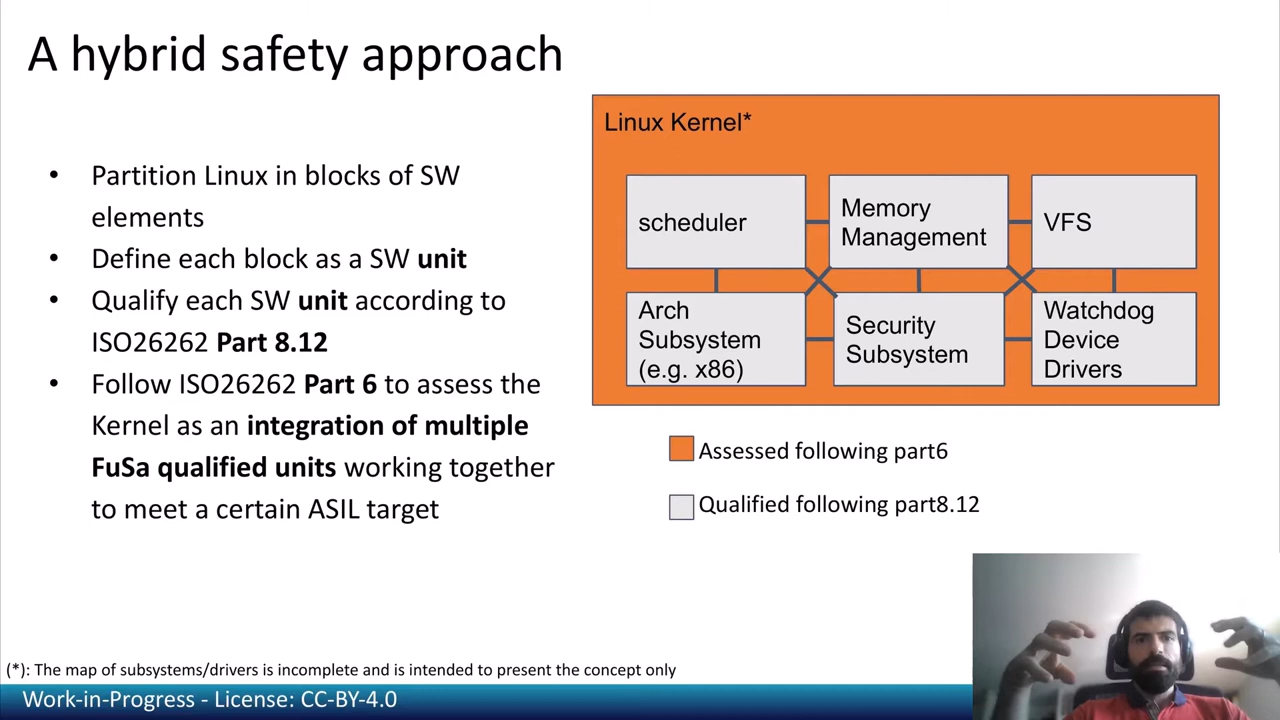 A hybrid safety approach
• Partition Linux in blocks of SW
elements
• Define each block as a SW unit
• Qualify each SW unit according to
ISO26262 Part 8.12
• Follow ISO26262 Part 6 to assess the
Kernel as an integration of multiple
FuSa qualified units working together
to meet a certain ASIL target
Linux Kernel*
scheduler
Memory
Management
VFS
Arch
Subsystem
(e.g. x86)
Security
Subsystem
Watchdog
Device
Drivers
Assessed following part6
Qualified following part8.12
(*): The map of subsystems/drivers is incomplete and is intended to present the concept only
Work-in-Progress - License: CC-BY-4.0